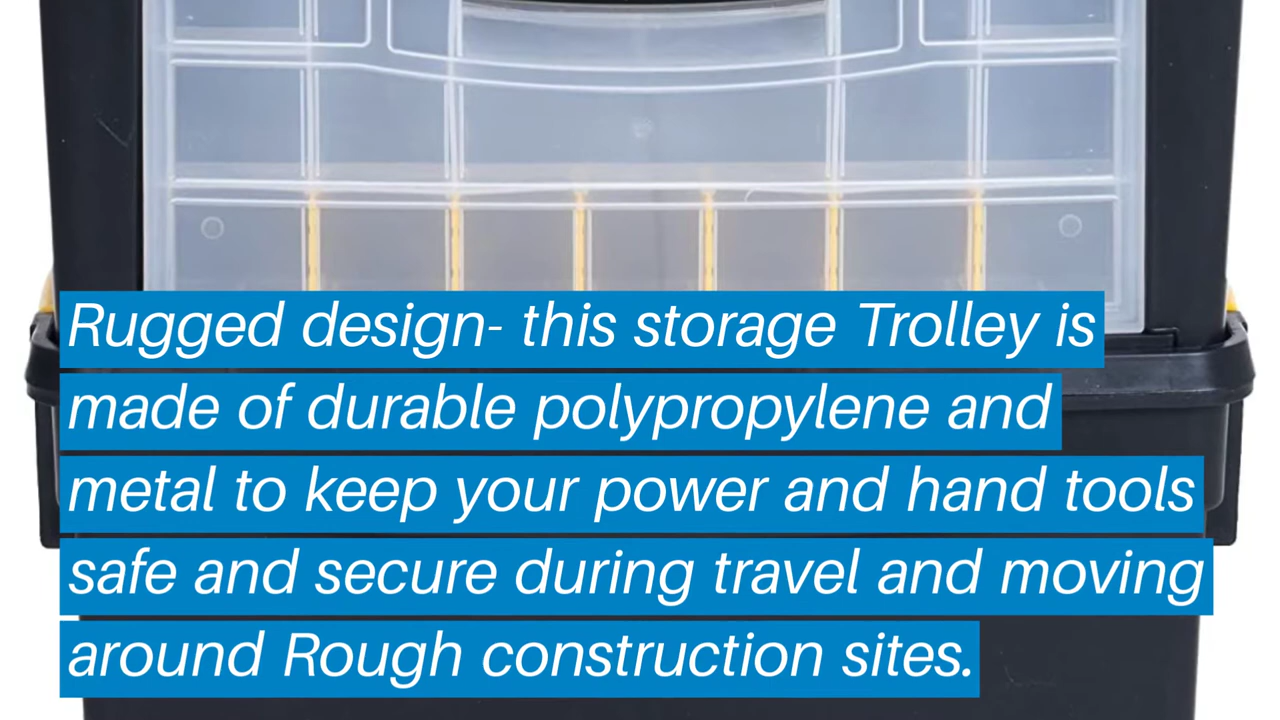 Rugged design- this storage Trolley is
made of durable polypropylene and
metal to keep your power and hand tools
safe and secure during travel and moving
around Rough construction sites.